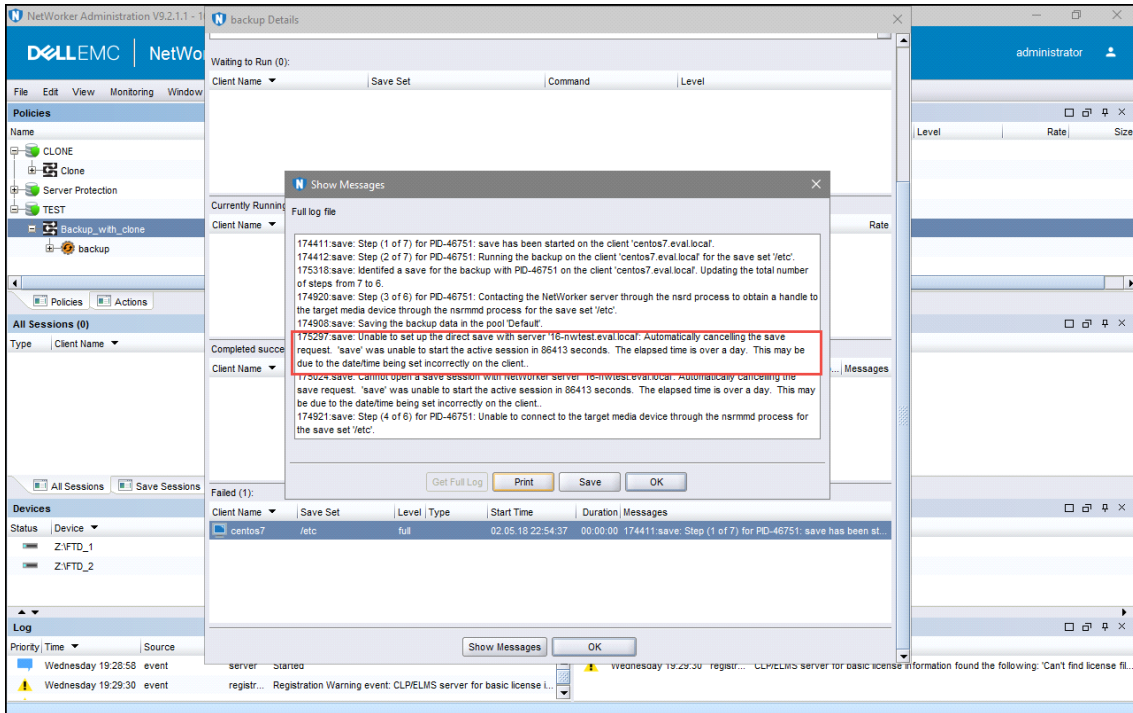 NetWorker Administration V9.2.1.1 - 1
backup Details
DELLEMC NetWo
administrator
File Edit View Monitoring Window
Policies
Name
CLONE
Clone
Server Protection
TEST
Backup_with_clone
backup
Policies Actions
All Sessions (0)
Type Client Name
All Sessions Save Sessions
Devices
Status Device
Z:\FTD_1
Z:\FTD_2
Log
Priority Time Source
Wednesday 19:28:58 event server Started
Wednesday 19:29:30 event registr... Registration Warning event: CLP/ELMS server for basic license i...
Wednesday 19:29:30 registr... CLP/ELMS server for basic license information found the following: 'Can't find license fil...
Level Rate Size
Waiting to Run (0):
Client Name Save Set Command Level
Currently Running
Client Name Rate
Completed succe
Client Name ... Messages
Show Messages
Full log file
174411:save: Step (1 of 7) for PID-46751: save has been started on the client 'centos7.eval.local'.
174412:save: Step (2 of 7) for PID-46751: Running the backup on the client 'centos7.eval.local' for the save set '/etc'.
175318:save: Identifed a save for the backup with PID-46751 on the client 'centos7.eval.local'. Updating the total number
of steps from 7 to 6.
174920:save: Step (3 of 6) for PID-46751: Contacting the NetWorker server through the nsrd process to obtain a handle to
the target media device through the nsrmmd process for the save set '/etc'.
174908:save: Saving the backup data in the pool 'Default'.
175297:save: Unable to set up the direct save with server '16-nwtest.eval.local': Automatically cancelling the save
request. 'save' was unable to start the active session in 86413 seconds. The elapsed time is over a day. This may be
due to the date/time being set incorrectly on the client..
175024:save: Cannot open a save session with NetWorker server '16-nwtest.eval.local': Automatically cancelling the
save request. 'save' was unable to start the active session in 86413 seconds. The elapsed time is over a day. This may
be due to the date/time being set incorrectly on the client..
174921:save: Step (4 of 6) for PID-46751: Unable to connect to the target media device through the nsrmmd process for
the save set '/etc'.
Get Full Log Print Save OK
Failed (1):
Client Name Save Set Level Type Start Time Duration Messages
centos7 /etc full 02.05.18 22:54:37 00:00:00 174411:save: Step (1 of 7) for PID-46751: save has been st...
Show Messages OK